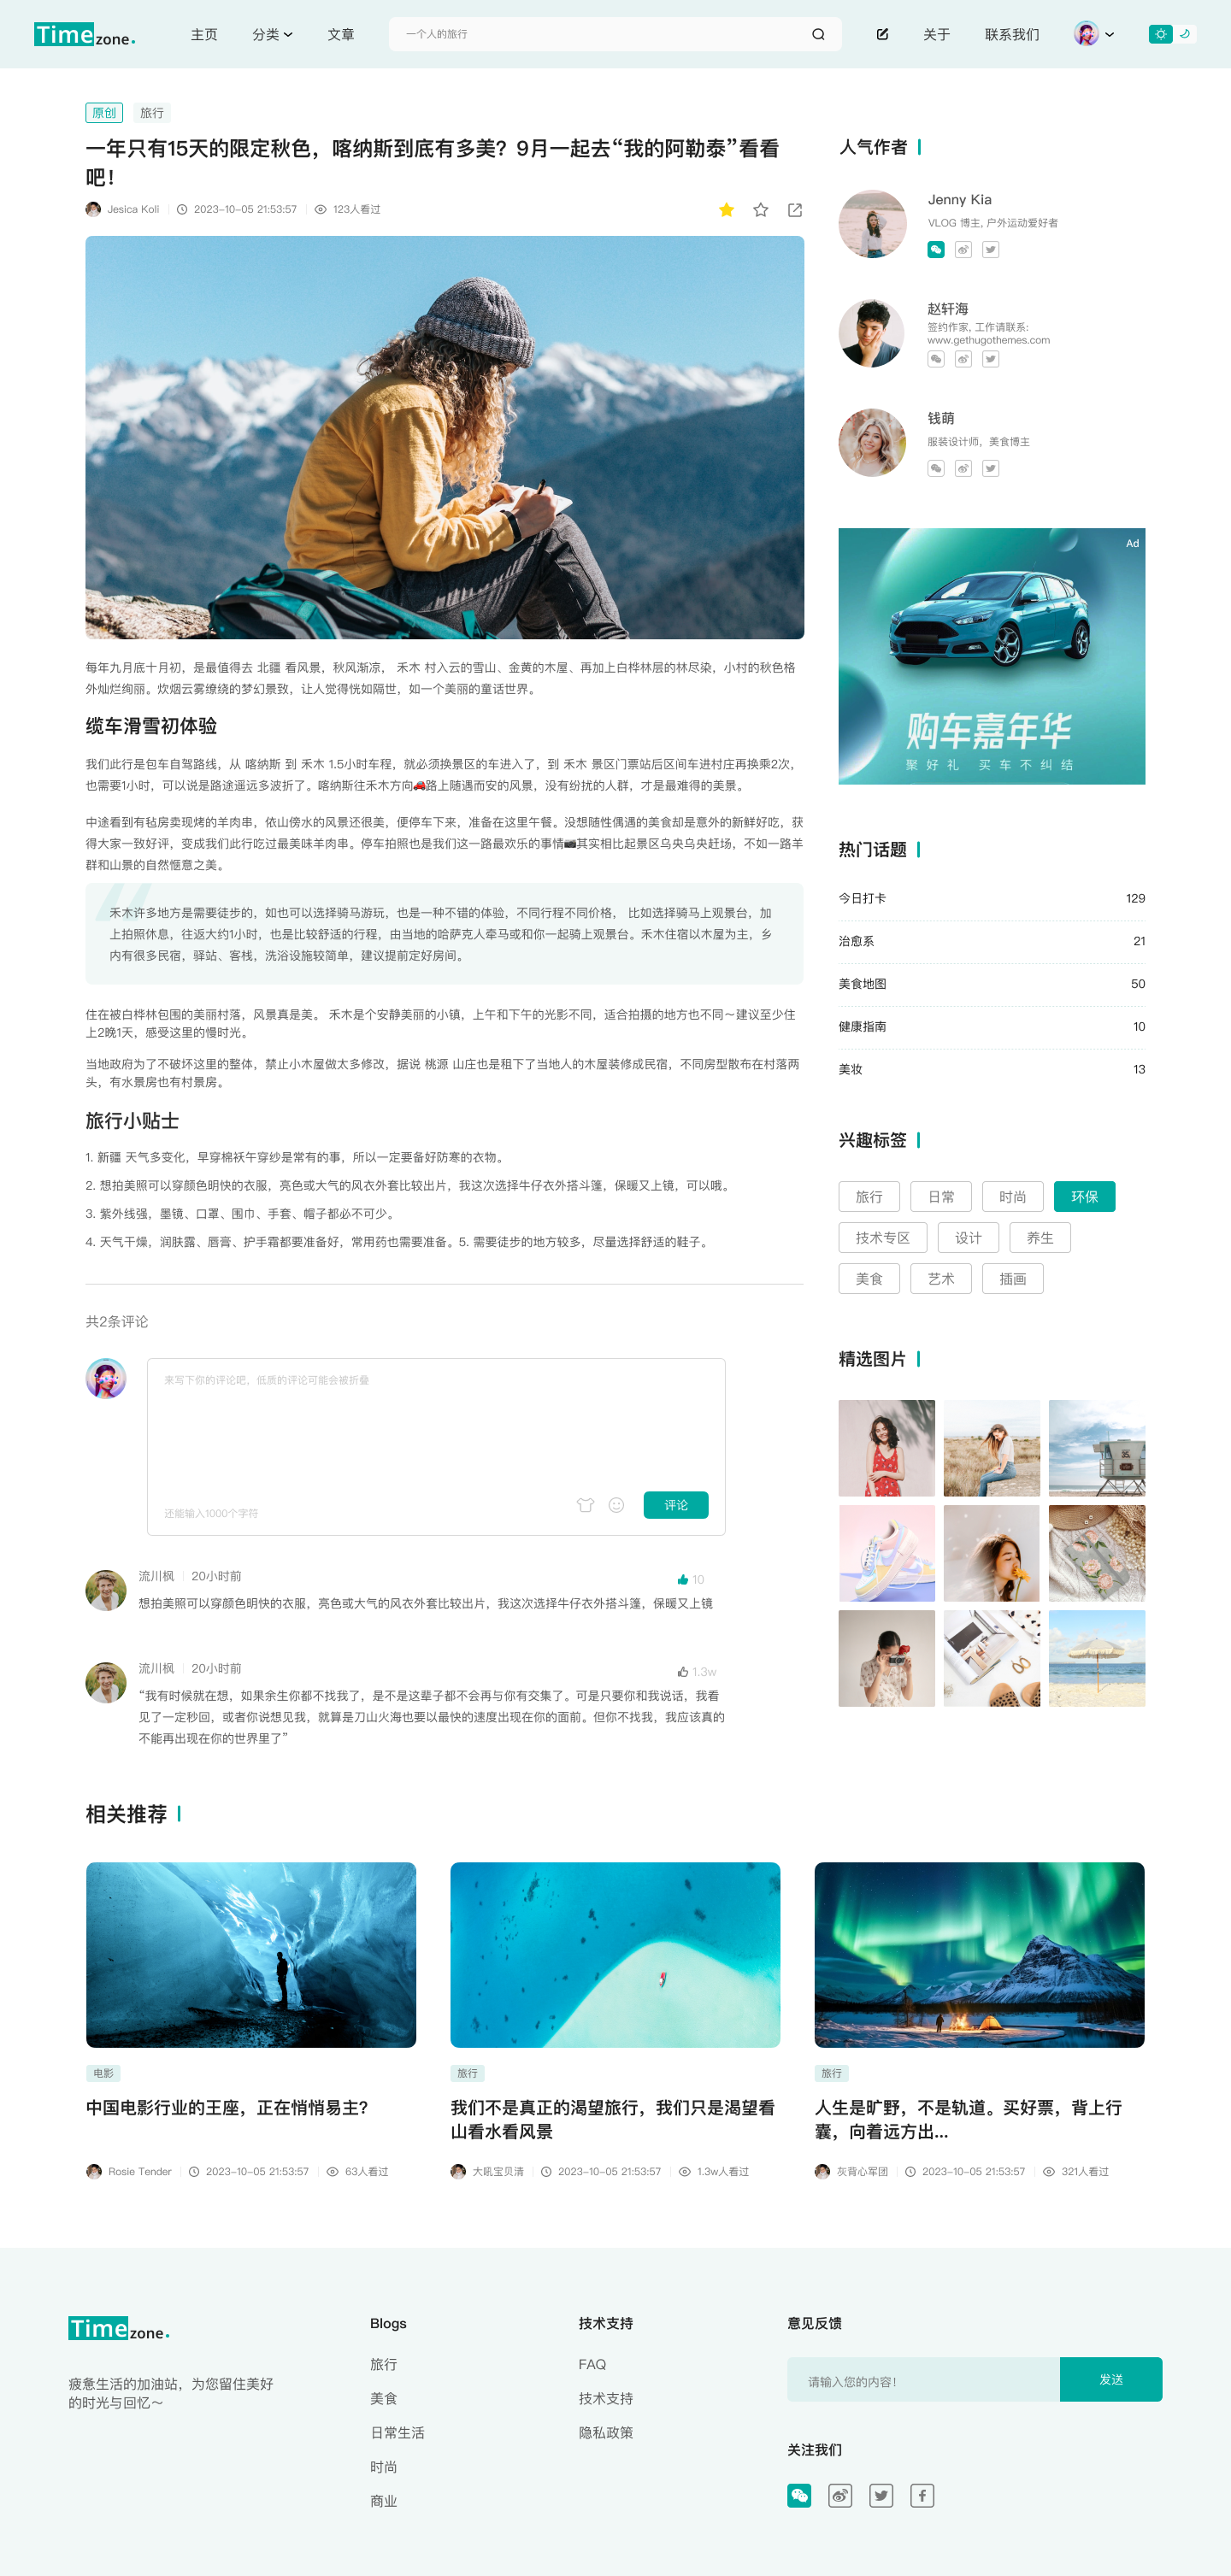 Timezone.
主页
分类
文章
一个人的旅行
关于
联系我们
原创
旅行
一年只有15天的限定秋色，喀纳斯到底有多美？9月一起去“我的阿勒泰”看看
吧！
Jesica Koli
2023-10-05 21:53:57
123人看过
每年九月底十月初，是最值得去 北疆 看风景，秋风渐凉， 禾木 村入云的雪山、金黄的木屋、再加上白桦林层的林尽染，小村的秋色格
外灿烂绚丽。炊烟云雾缭绕的梦幻景致，让人觉得恍如隔世，如一个美丽的童话世界。
缆车滑雪初体验
我们此行是包车自驾路线，从 喀纳斯 到 禾木 1.5小时车程，就必须换景区的车进入了，到 禾木 景区门票站后区间车进村庄再换乘2次，
也需要1小时，可以说是路途遥远多波折了。喀纳斯往禾木方向🚗路上随遇而安的风景，没有纷扰的人群，才是最难得的美景。
中途看到有毡房卖现烤的羊肉串，依山傍水的风景还很美，便停车下来，准备在这里午餐。没想随性偶遇的美食却是意外的新鲜好吃，获
得大家一致好评，变成我们此行吃过最美味羊肉串。停车拍照也是我们这一路最欢乐的事情📷其实相比起景区乌央乌央赶场，不如一路羊
群和山景的自然惬意之美。
禾木许多地方是需要徒步的，如也可以选择骑马游玩，也是一种不错的体验，不同行程不同价格， 比如选择骑马上观景台，加
上拍照休息，往返大约1小时，也是比较舒适的行程，由当地的哈萨克人牵马或和你一起骑上观景台。禾木住宿以木屋为主，乡
内有很多民宿，驿站、客栈，洗浴设施较简单，建议提前定好房间。
住在被白桦林包围的美丽村落，风景真是美。 禾木是个安静美丽的小镇，上午和下午的光影不同，适合拍摄的地方也不同～建议至少住
上2晚1天，感受这里的慢时光。
当地政府为了不破坏这里的整体，禁止小木屋做太多修改，据说 桃源 山庄也是租下了当地人的木屋装修成民宿，不同房型散布在村落两
头，有水景房也有村景房。
旅行小贴士
1. 新疆 天气多变化，早穿棉袄午穿纱是常有的事，所以一定要备好防寒的衣物。
2. 想拍美照可以穿颜色明快的衣服，亮色或大气的风衣外套比较出片，我这次选择牛仔衣外搭斗篷，保暖又上镜，可以哦。
3. 紫外线强，墨镜、口罩、围巾、手套、帽子都必不可少。
4. 天气干燥，润肤露、唇膏、护手霜都要准备好，常用药也需要准备。5. 需要徒步的地方较多，尽量选择舒适的鞋子。
共2条评论
来写下你的评论吧，低质的评论可能会被折叠
还能输入1000个字符
评论
流川枫
20小时前
10
想拍美照可以穿颜色明快的衣服，亮色或大气的风衣外套比较出片，我这次选择牛仔衣外搭斗篷，保暖又上镜
流川枫
20小时前
1.3w
“我有时候就在想，如果余生你都不找我了，是不是这辈子都不会再与你有交集了。可是只要你和我说话，我看
见了一定秒回，或者你说想见我，就算是刀山火海也要以最快的速度出现在你的面前。但你不找我，我应该真的
不能再出现在你的世界里了”
人气作者
Jenny Kia
VLOG 博主, 户外运动爱好者
赵轩海
签约作家, 工作请联系:
www.gethugothemes.com
钱萌
服装设计师，美食博主
Ad
购车嘉年华
聚好礼 买车不纠结
热门话题
今日打卡 129
治愈系 21
美食地图 50
健康指南 10
美妆 13
兴趣标签
旅行 日常 时尚 环保
技术专区 设计 养生
美食 艺术 插画
精选图片
相关推荐
电影
中国电影行业的王座，正在悄悄易主？
Rosie Tender
2023-10-05 21:53:57
63人看过
旅行
我们不是真正的渴望旅行，我们只是渴望看
山看水看风景
大吼宝贝清
2023-10-05 21:53:57
1.3w人看过
旅行
人生是旷野，不是轨道。买好票，背上行
囊，向着远方出...
灰背心军团
2023-10-05 21:53:57
321人看过
Timezone.
疲惫生活的加油站，为您留住美好
的时光与回忆～
Blogs
旅行
美食
日常生活
时尚
商业
技术支持
FAQ
技术支持
隐私政策
意见反馈
请输入您的内容！
发送
关注我们